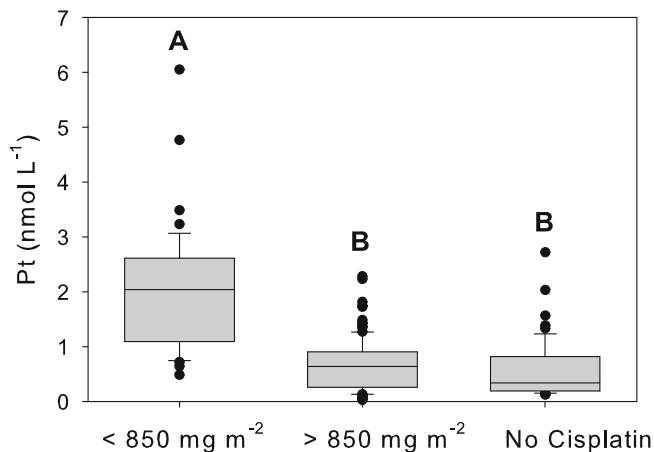 7
A
6
5
4
B
B
3
2
1
0
Pt (nmol L⁻¹)
< 850 mg m⁻²
> 850 mg m⁻²
No Cisplatin